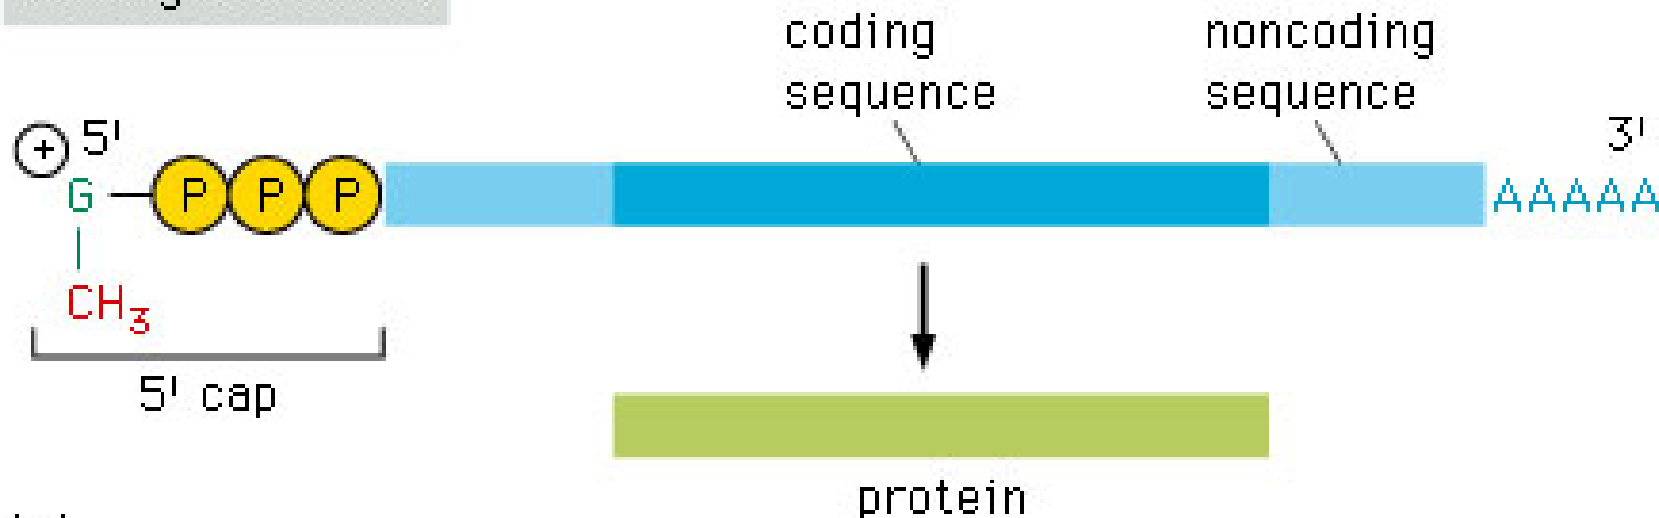 coding
sequence
noncoding
sequence
+
5'
3'
G
P
P
P
AAAAA
CH3
5' cap
protein